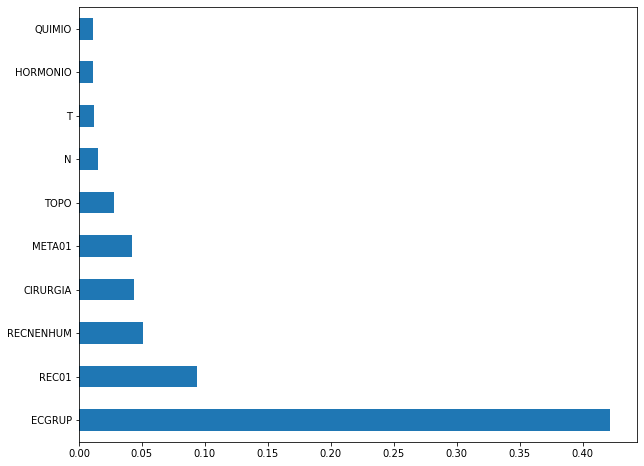 QUIMIO
HORMONIO
T
N
TOPO
META01
CIRURGIA
RECNENHUM
REC01
ECGRUP
0.00 0.05 0.10 0.15 0.20 0.25 0.30 0.35 0.40